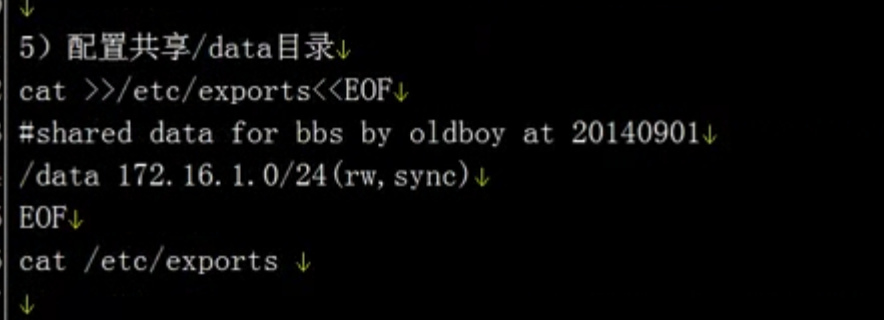 5）配置共享/data目录↓
cat >>/etc/exports<<EOF↓
#shared data for bbs by oldboy at 20140901↓
/data 172.16.1.0/24(rw,sync)↓
EOF↓
cat /etc/exports ↓